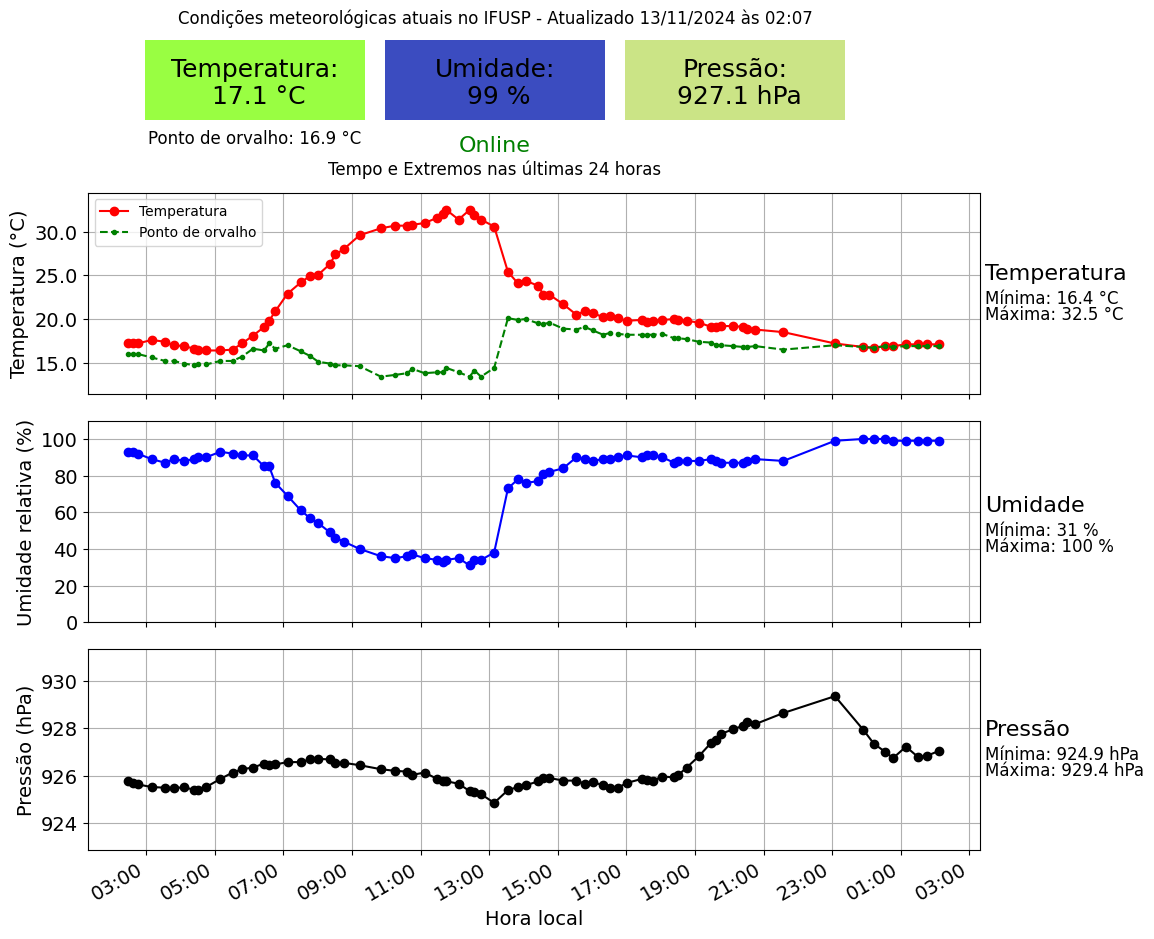 Condições meteorológicas atuais no IFUSP - Atualizado 13/11/2024 às 02:07
Temperatura:
17.1 °C
Umidade:
99 %
Pressão:
927.1 hPa
Ponto de orvalho: 16.9 °C
Online
Tempo e Extremos nas últimas 24 horas
Temperatura (°C)
30.0
25.0
20.0
15.0
Temperatura
Ponto de orvalho
Temperatura
Mínima: 16.4 °C
Máxima: 32.5 °C
Umidade relativa (%)
100
80
60
40
20
0
Umidade
Mínima: 31 %
Máxima: 100 %
Pressão (hPa)
930
928
926
924
Pressão
Mínima: 924.9 hPa
Máxima: 929.4 hPa
03:00 05:00 07:00 09:00 11:00 13:00 15:00 17:00 19:00 21:00 23:00 01:00 03:00
Hora local